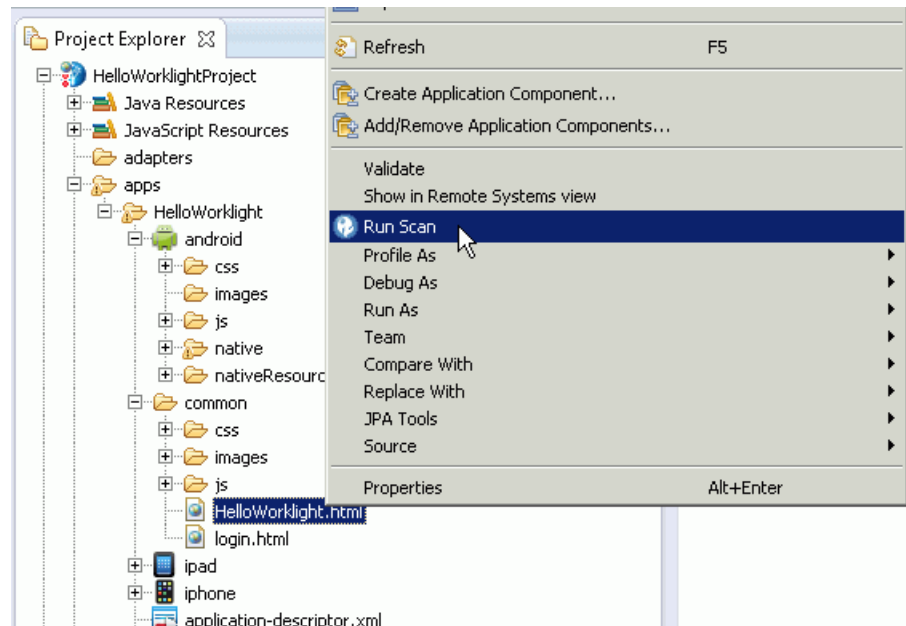 Project Explorer
HelloWorklightProject
Java Resources
JavaScript Resources
adapters
apps
HelloWorklight
android
css
images
js
native
nativeResourc
common
css
images
js
HelloWorklight.html
login.html
ipad
iphone
application-descriptor.xml
Refresh F5
Create Application Component...
Add/Remove Application Components...
Validate
Show in Remote Systems view
Run Scan
Profile As
Debug As
Run As
Team
Compare With
Replace With
JPA Tools
Source
Properties Alt+Enter